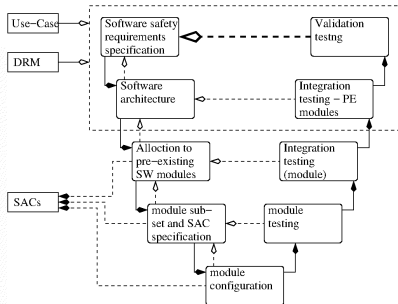 Use-Case
DRM
SACs
Software safety
requirements
specification
Validation
testng
Software
architecture
Integration
testing - PE
modules
Alloction to
pre-existing
SW modules
Integration
testing
(module)
module sub-
set and SAC
specification
module
testing
module
configuration